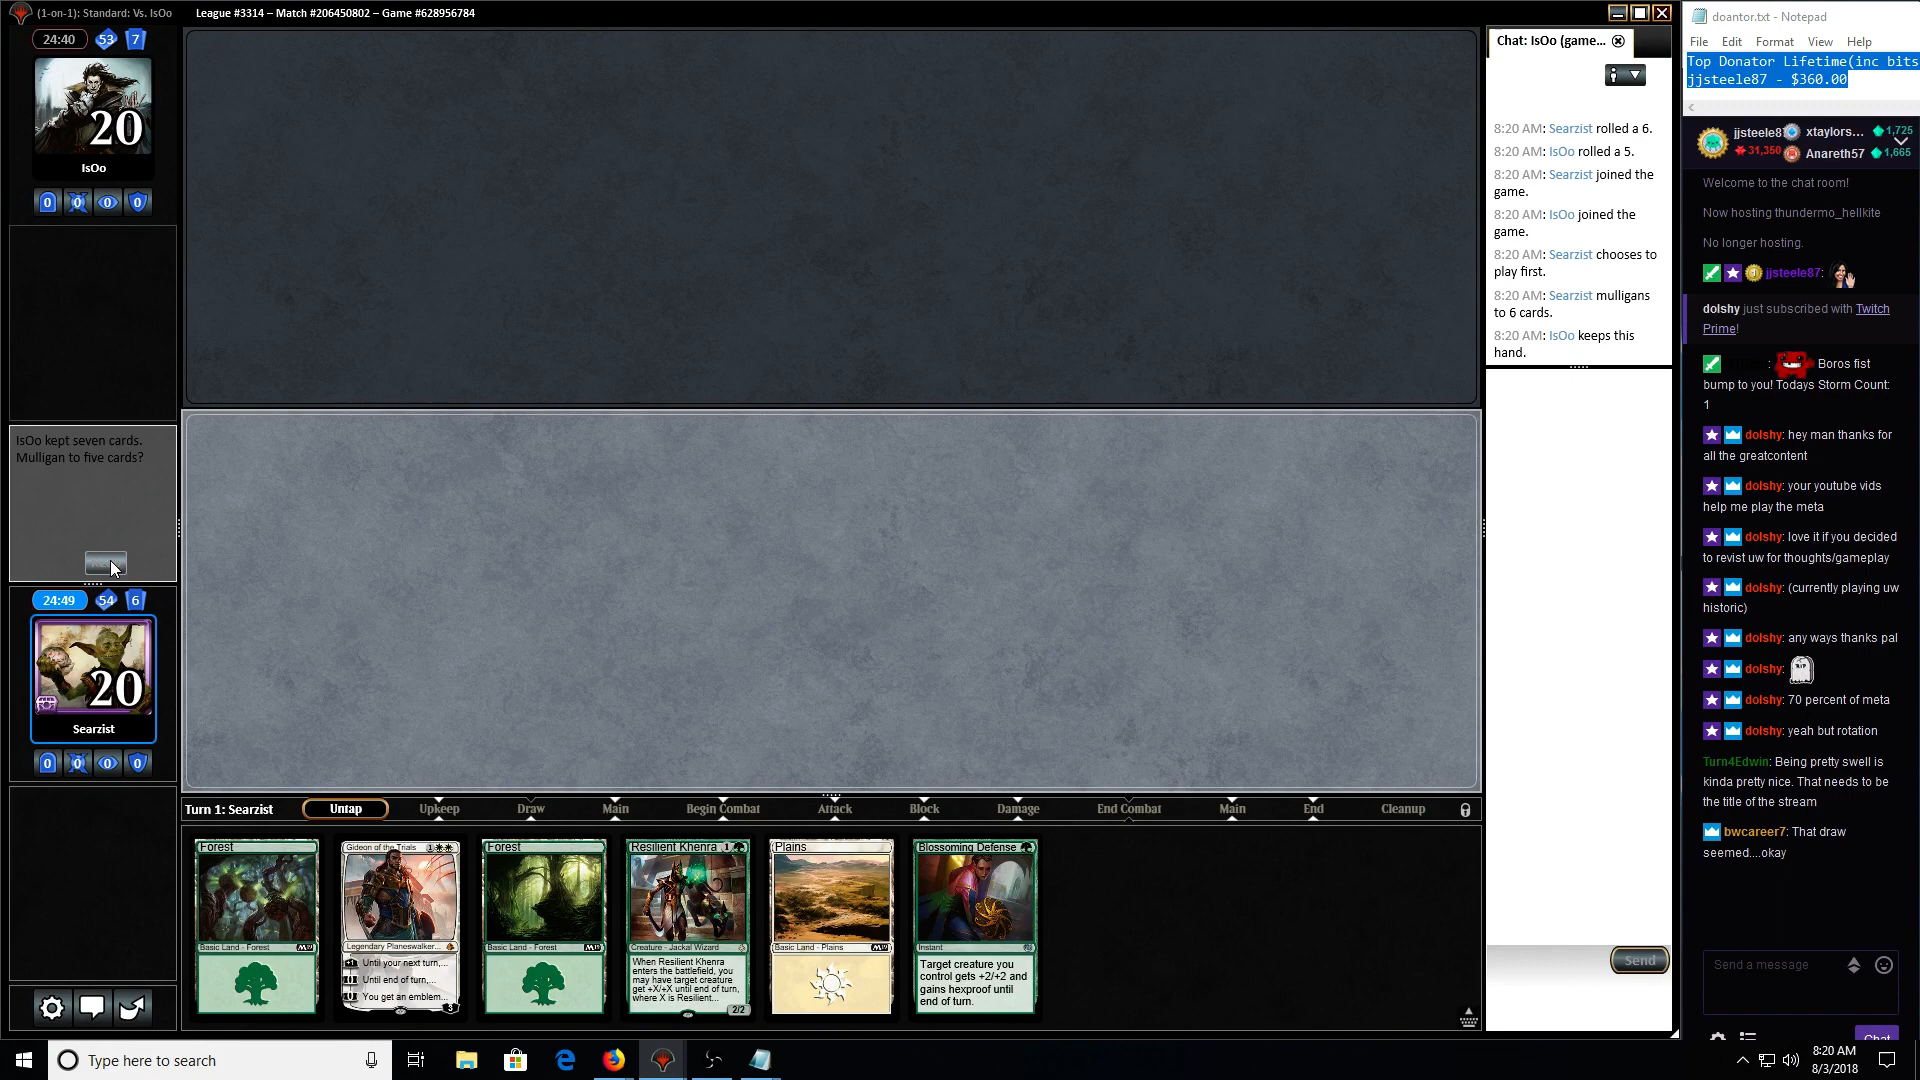 (1-on-1): Standard: Vs. IsOo
League #3314 – Match #206450802 – Game #628956784
24:40
53
7
20
IsOo
0
0
0
0
IsOo kept seven cards.
Mulligan to five cards?
24:49
54
6
20
Searzist
0
0
0
0
Turn 1: Searzist
Untap
Upkeep
Draw
Main
Begin Combat
Attack
Block
Damage
End Combat
Main
End
Cleanup
Forest
Basic Land - Forest
M19
Gideon of the Trials
1
Legendary Planeswalker...
+1
Until your next turn,...
0
Until end of turn,...
0
You get an emblem...
3
Forest
Basic Land - Forest
M19
Resilient Khenra
1
Creature - Jackal Wizard
When Resilient Khenra
enters the battlefield, you
may have target creature
get +X/+X until end of turn,
where X is Resilient...
2/2
Plains
Basic Land - Plains
M19
Blossoming Defense
Instant
Target creature you
control gets +2/+2 and
gains hexproof until
end of turn.
Chat: IsOo (game...
8:20 AM: Searzist rolled a 6.
8:20 AM: IsOo rolled a 5.
8:20 AM: Searzist joined the
game.
8:20 AM: IsOo joined the
game.
8:20 AM: Searzist chooses to
play first.
8:20 AM: Searzist mulligans
to 6 cards.
8:20 AM: IsOo keeps this
hand.
Send
doantor.txt - Notepad
File Edit Format View Help
Top Donator Lifetime(inc bits
jjsteele87 - $360.00
jjsteele8
31,350
xtaylors...
1,725
Anareth57
1,665
Welcome to the chat room!
Now hosting thundermo_hellkite
No longer hosting.
jjsteele87:
dolshy just subscribed with Twitch
Prime!
: Boros fist
bump to you! Todays Storm Count:
1
dolshy: hey man thanks for
all the greatcontent
dolshy: your youtube vids
help me play the meta
dolshy: love it if you decided
to revist uw for thoughts/gameplay
dolshy: (currently playing uw
historic)
dolshy: any ways thanks pal
dolshy:
RIP
dolshy: 70 percent of meta
dolshy: yeah but rotation
Turn4Edwin: Being pretty swell is
kinda pretty nice. That needs to be
the title of the stream
bwcareer7: That draw
seemed....okay
Send a message
Chat
Type here to search
8:20 AM
8/3/2018